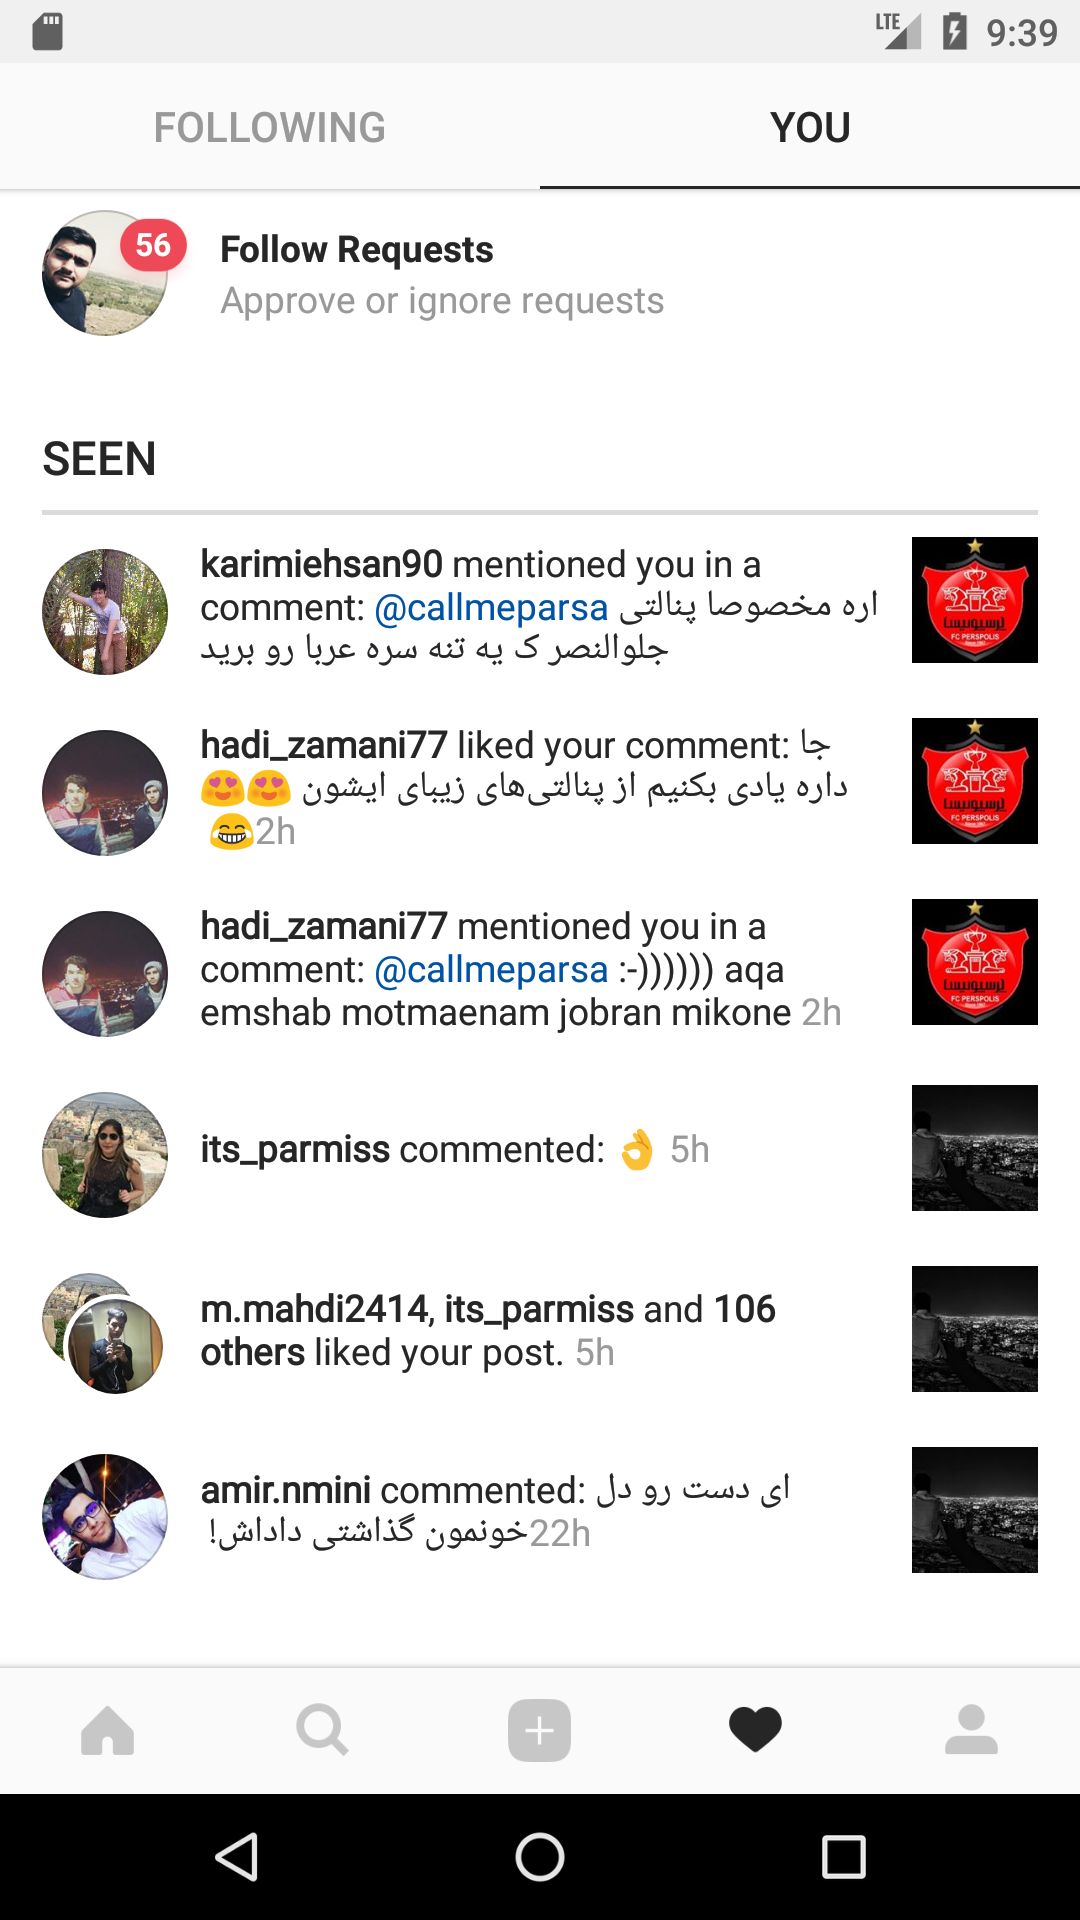 LTE 9:39
FOLLOWING YOU
56
Follow Requests
Approve or ignore requests
SEEN
karimiehsan90 mentioned you in a
comment: @callmeparsa اره مخصوصا پنالتی
جلوالنصر ک یه تنه سره عربا رو برید
FC PERSPOLIS
hadi_zamani77 liked your comment: جا
داره یادی بکنیم از پنالتی‌های زیبای ایشون 😍😍
😂2h
FC PERSPOLIS
hadi_zamani77 mentioned you in a
comment: @callmeparsa :-)))))) aqa
emshab motmaenam jobran mikone 2h
FC PERSPOLIS
its_parmiss commented: 👌 5h
m.mahdi2414, its_parmiss and 106
others liked your post. 5h
amir.nmini commented: ای دست رو دل
خونمون گذاشتی داداش! 22h